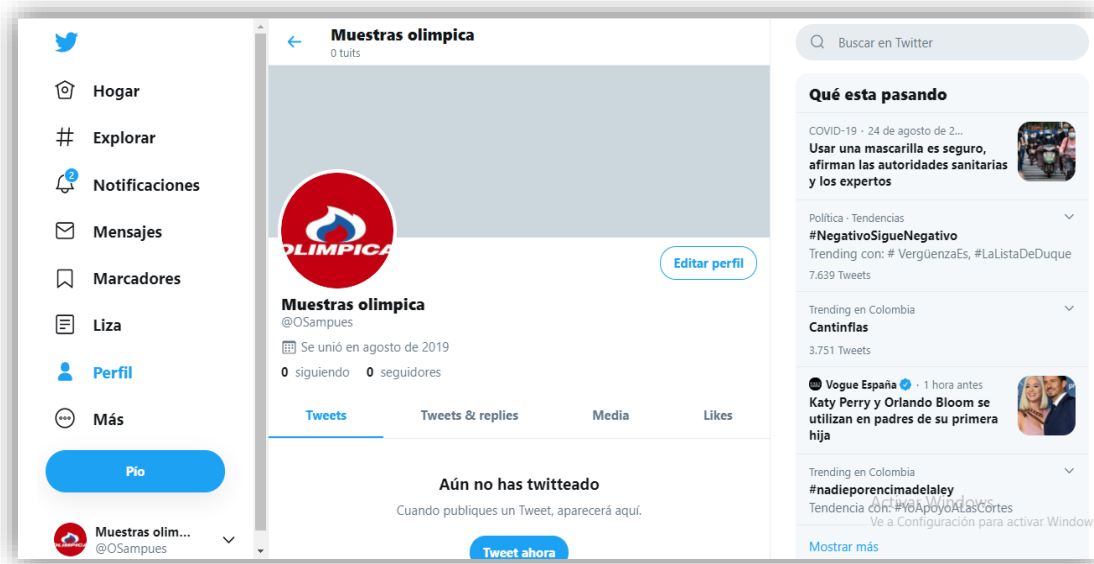 Hogar
Explorar
2
Notificaciones
Mensajes
Marcadores
Liza
Perfil
Más
Pío
Muestras olim...
@OSampues
Muestras olimpica
0 tuits
OLIMPICA
Editar perfil
Muestras olimpica
@OSampues
Se unió en agosto de 2019
0 siguiendo 0 seguidores
Tweets Tweets & replies Media Likes
Aún no has twitteado
Cuando publiques un Tweet, aparecerá aquí.
Tweet ahora
Buscar en Twitter
Qué esta pasando
COVID-19 · 24 de agosto de 2...
Usar una mascarilla es seguro,
afirman las autoridades sanitarias
y los expertos
Política · Tendencias
#NegativoSigueNegativo
Trending con: # VergüenzaEs, #LaListaDeDuque
7.639 Tweets
Trending en Colombia
Cantinflas
3.751 Tweets
Vogue España · 1 hora antes
Katy Perry y Orlando Bloom se
utilizan en padres de su primera
hija
Trending en Colombia
#nadieporencimadelaley
Tendencia con: #YoApoyoALasCortes
Activar Windows
Ve a Configuración para activar Window
Mostrar más